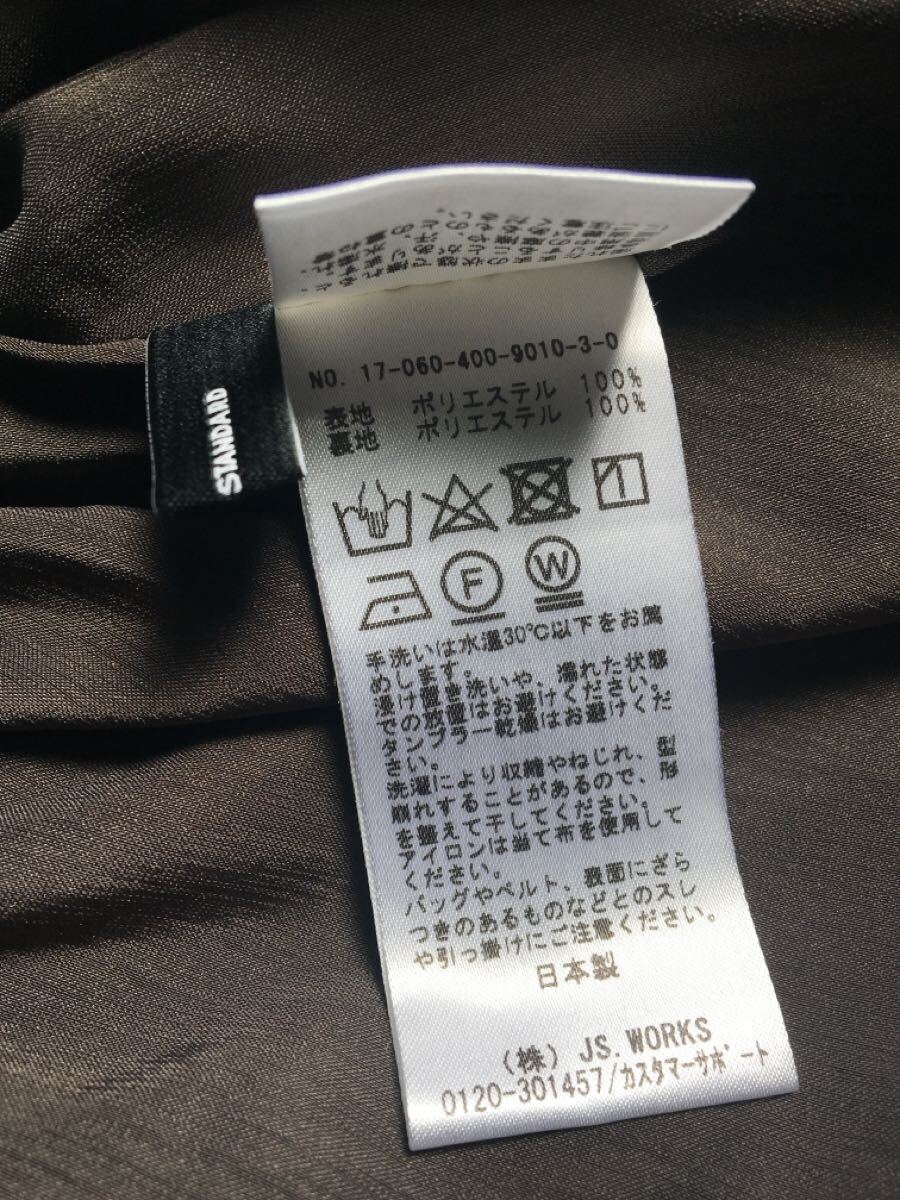 STANDARD
NO. 17-060-400-9010-3-0
表地 ポリエステル 100%
裏地 ポリエステル 100%
F
W
手洗いは水温30℃以下をお薦
めします。
浸け置き洗いや、濡れた状態
での放置はお避けください。
タンブラー乾燥はお避けくだ
さい。
洗濯により収縮やねじれ、型
崩れすることがあるので、形
を整えて干してください。
アイロンは当て布を使用して
ください。
バッグやベルト、表面にざら
つきのあるものなどとのスレ
や引っ掛けにご注意ください。
日本製
(株) JS.WORKS
0120-301457/カスタマーサポート